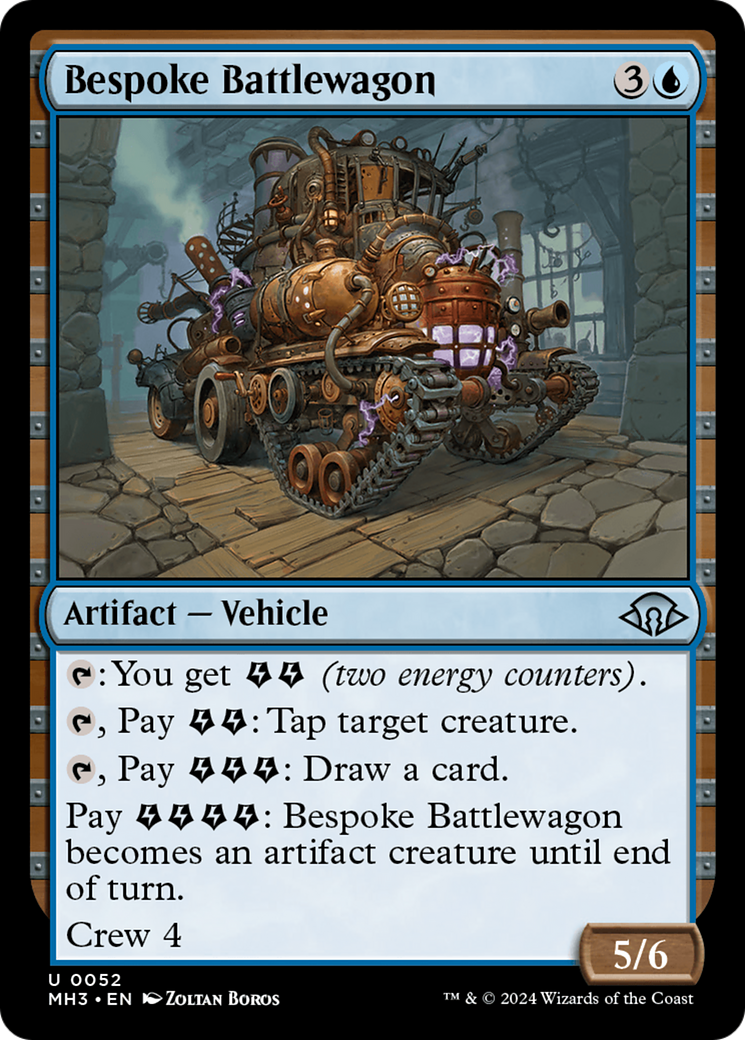 Bespoke Battlewagon 3
Artifact — Vehicle
: You get (two energy counters).
, Pay : Tap target creature.
, Pay : Draw a card.
Pay : Bespoke Battlewagon
becomes an artifact creature until end
of turn.
Crew 4
5/6
U 0052
MH3 • EN Zoltan Boros
™ & © 2024 Wizards of the Coast